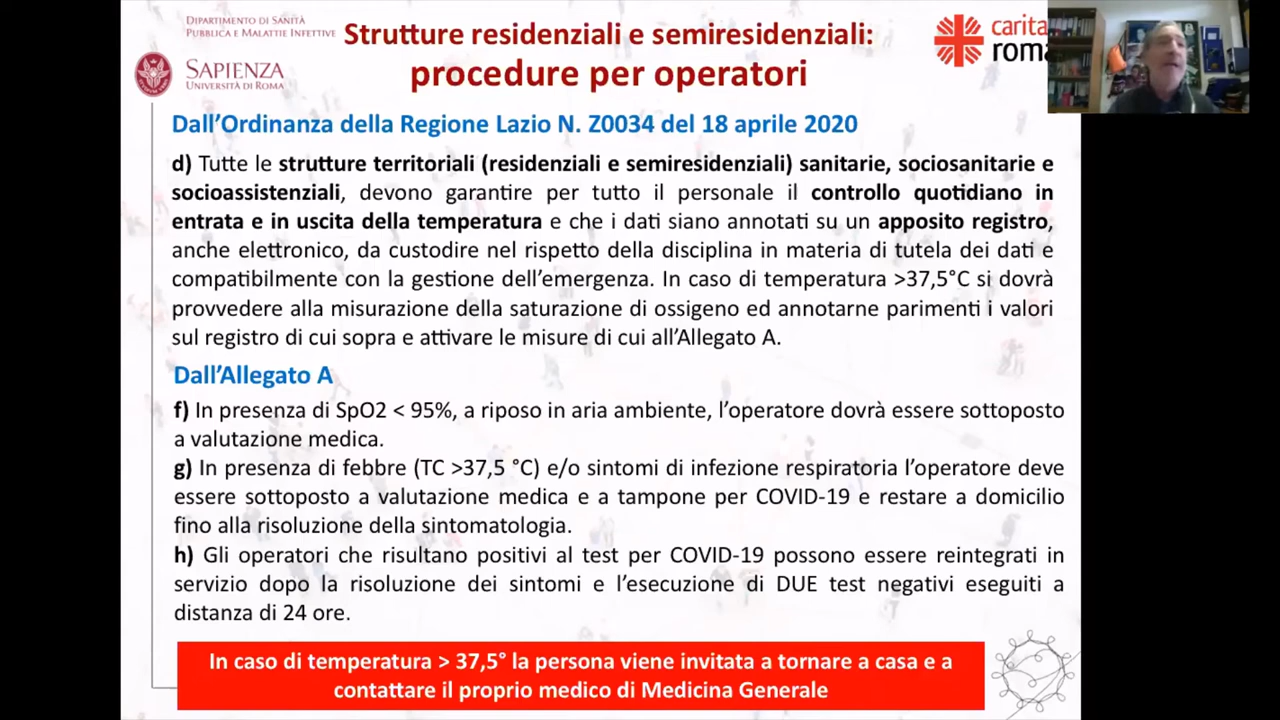 DIPARTIMENTO DI SANITÀ
PUBBLICA E MALATTIE INFETTIVE
SAPIENZA
UNIVERSITÀ DI ROMA
Strutture residenziali e semiresidenziali:
procedure per operatori
Dall'Ordinanza della Regione Lazio N. Z0034 del 18 aprile 2020
d) Tutte le strutture territoriali (residenziali e semiresidenziali) sanitarie, sociosanitarie e
socioassistenziali, devono garantire per tutto il personale il controllo quotidiano in
entrata e in uscita della temperatura e che i dati siano annotati su un apposito registro,
anche elettronico, da custodire nel rispetto della disciplina in materia di tutela dei dati e
compatibilmente con la gestione dell'emergenza. In caso di temperatura >37,5°C si dovrà
provvedere alla misurazione della saturazione di ossigeno ed annotarne parimenti i valori
sul registro di cui sopra e attivare le misure di cui all'Allegato A.
Dall'Allegato A
f) In presenza di SpO2 < 95%, a riposo in aria ambiente, l'operatore dovrà essere sottoposto
a valutazione medica.
g) In presenza di febbre (TC >37,5 °C) e/o sintomi di infezione respiratoria l'operatore deve
essere sottoposto a valutazione medica e a tampone per COVID-19 e restare a domicilio
fino alla risoluzione della sintomatologia.
h) Gli operatori che risultano positivi al test per COVID-19 possono essere reintegrati in
servizio dopo la risoluzione dei sintomi e l'esecuzione di DUE test negativi eseguiti a
distanza di 24 ore.
In caso di temperatura > 37,5° la persona viene invitata a tornare a casa e a
contattare il proprio medico di Medicina Generale